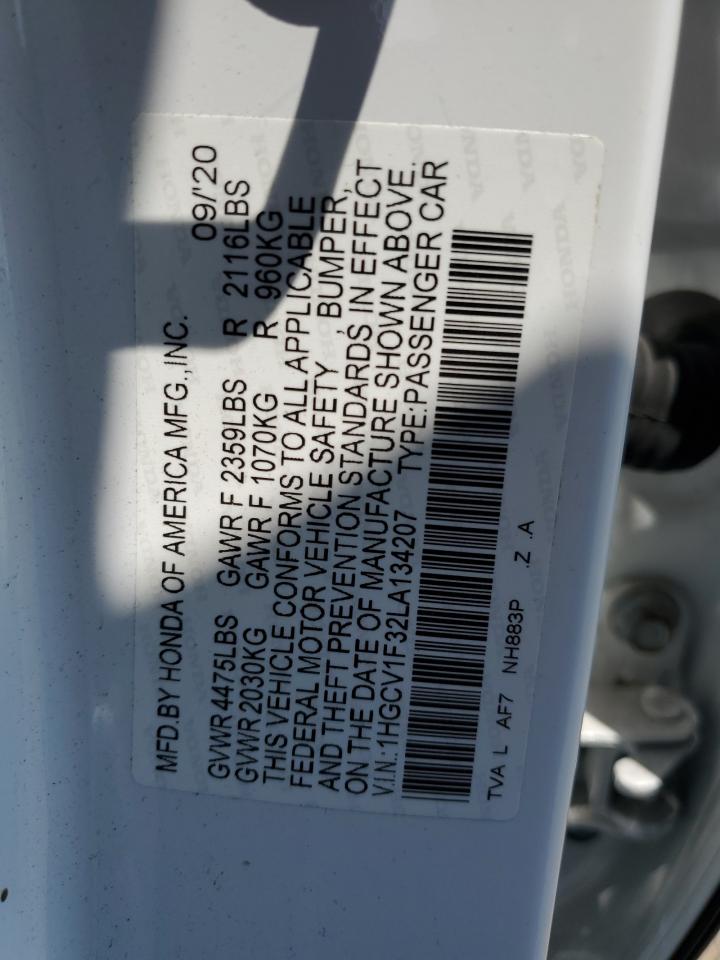 MFD.BY HONDA OF AMERICA MFG.,INC. 09/'20
GVWR 4475LBS GAWR F 2359LBS R 2116LBS
GVWR 2030KG GAWR F 1070KG R 960KG
THIS VEHICLE CONFORMS TO ALL APPLICABLE
FEDERAL MOTOR VEHICLE SAFETY , BUMPER,
AND THEFT PREVENTION STANDARDS IN EFFECT
ON THE DATE OF MANUFACTURE SHOWN ABOVE.
V.I.N.:1HGCV1F32LA134207 TYPE:PASSENGER CAR
TVA L AF7 NH883P .Z .A